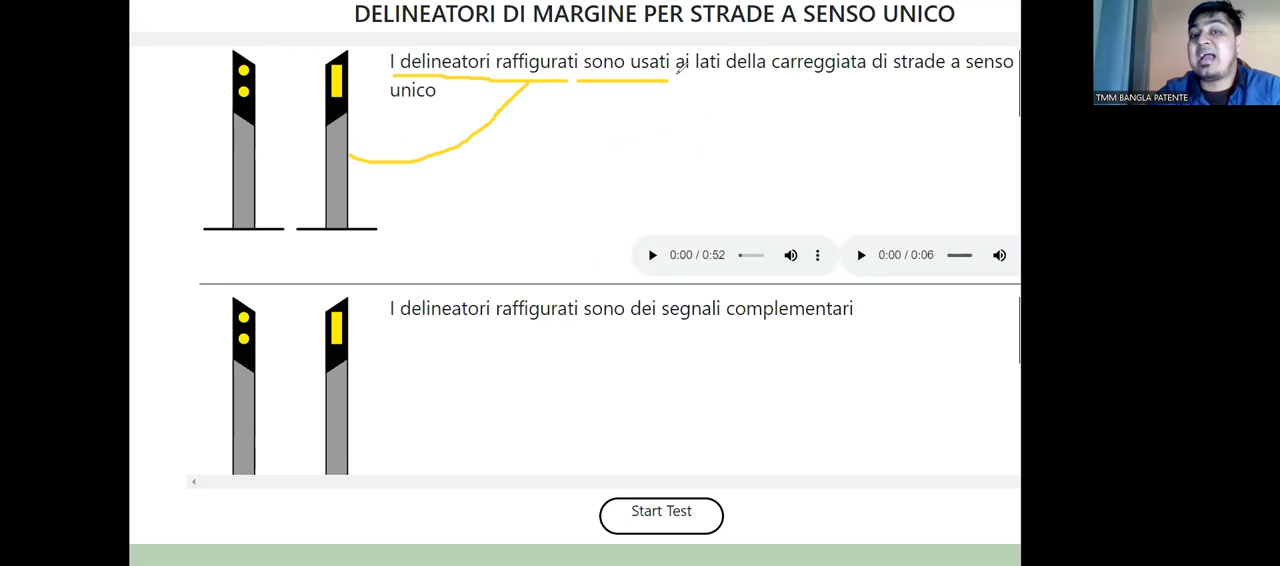 DELINEATORI DI MARGINE PER STRADE A SENSO UNICO
I delineatori raffigurati sono usati ai lati della carreggiata di strade a senso
unico
0:00 / 0:52
0:00 / 0:06
I delineatori raffigurati sono dei segnali complementari
Start Test
TMM BANGLA PATENTE